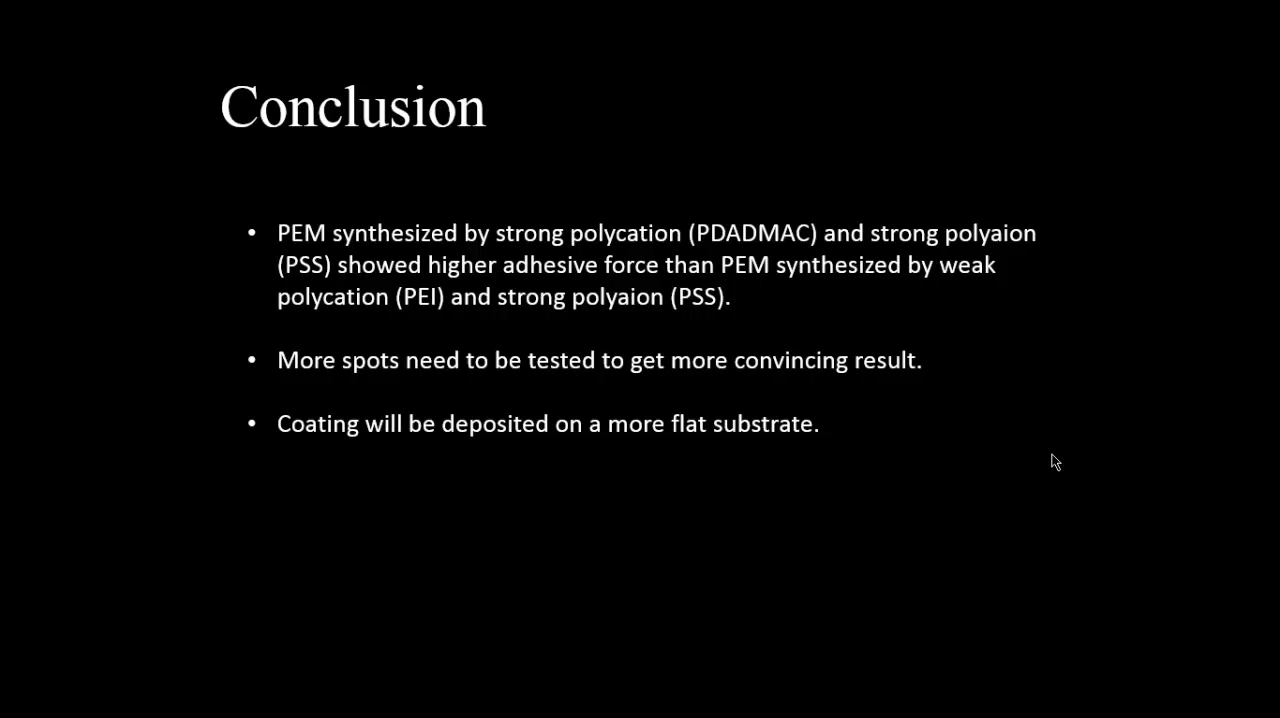 Conclusion
• PEM synthesized by strong polycation (PDADMAC) and strong polyaion
(PSS) showed higher adhesive force than PEM synthesized by weak
polycation (PEI) and strong polyaion (PSS).
• More spots need to be tested to get more convincing result.
• Coating will be deposited on a more flat substrate.